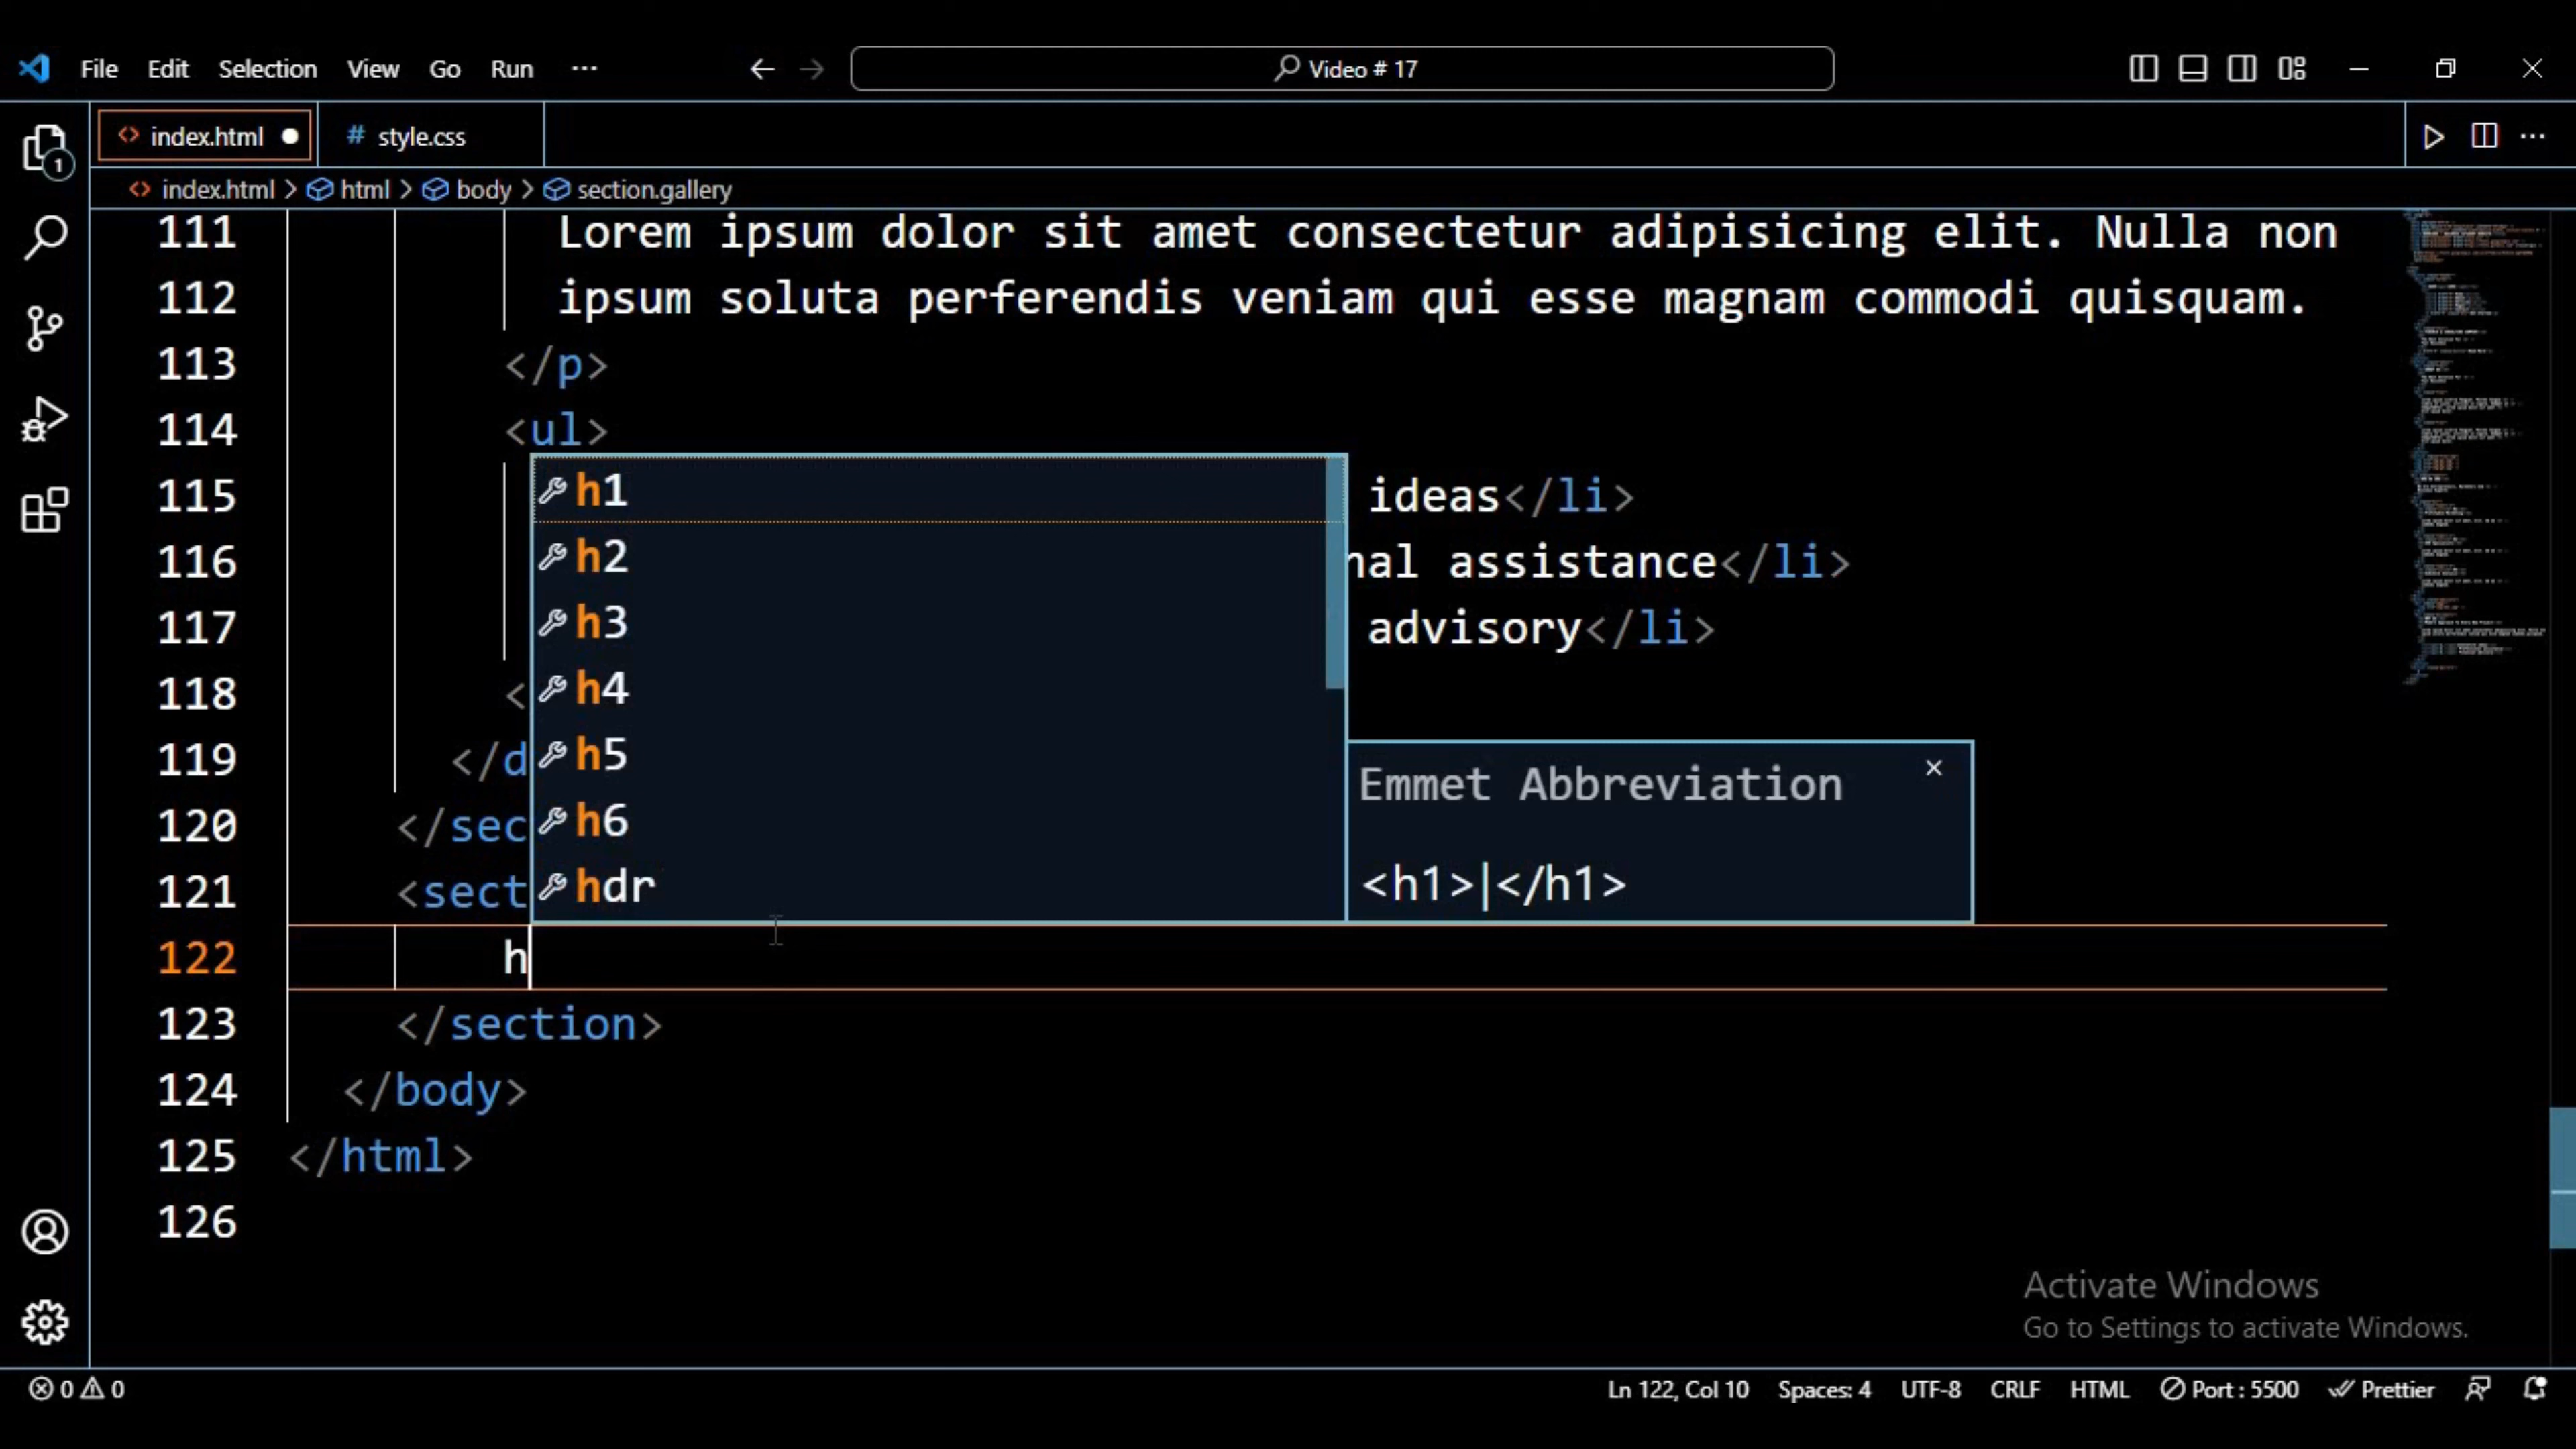 File Edit Selection View Go Run ··· Video # 17
index.html style.css
index.html > html > body > section.gallery
111 Lorem ipsum dolor sit amet consectetur adipisicing elit. Nulla non
112 ipsum soluta perferendis veniam qui esse magnam commodi quisquam.
113 </p>
114 <ul>
115 ideas</li>
116 nal assistance</li>
117 advisory</li>
118 <
119 </d
120 </sec
121 <sect
122 h
123 </section>
124 </body>
125 </html>
126
h1
h2
h3
h4
h5
h6
hdr
Emmet Abbreviation
<h1>|</h1>
1
Activate Windows
Go to Settings to activate Windows.
0 0 Ln 122, Col 10 Spaces: 4 UTF-8 CRLF HTML Port : 5500 Prettier